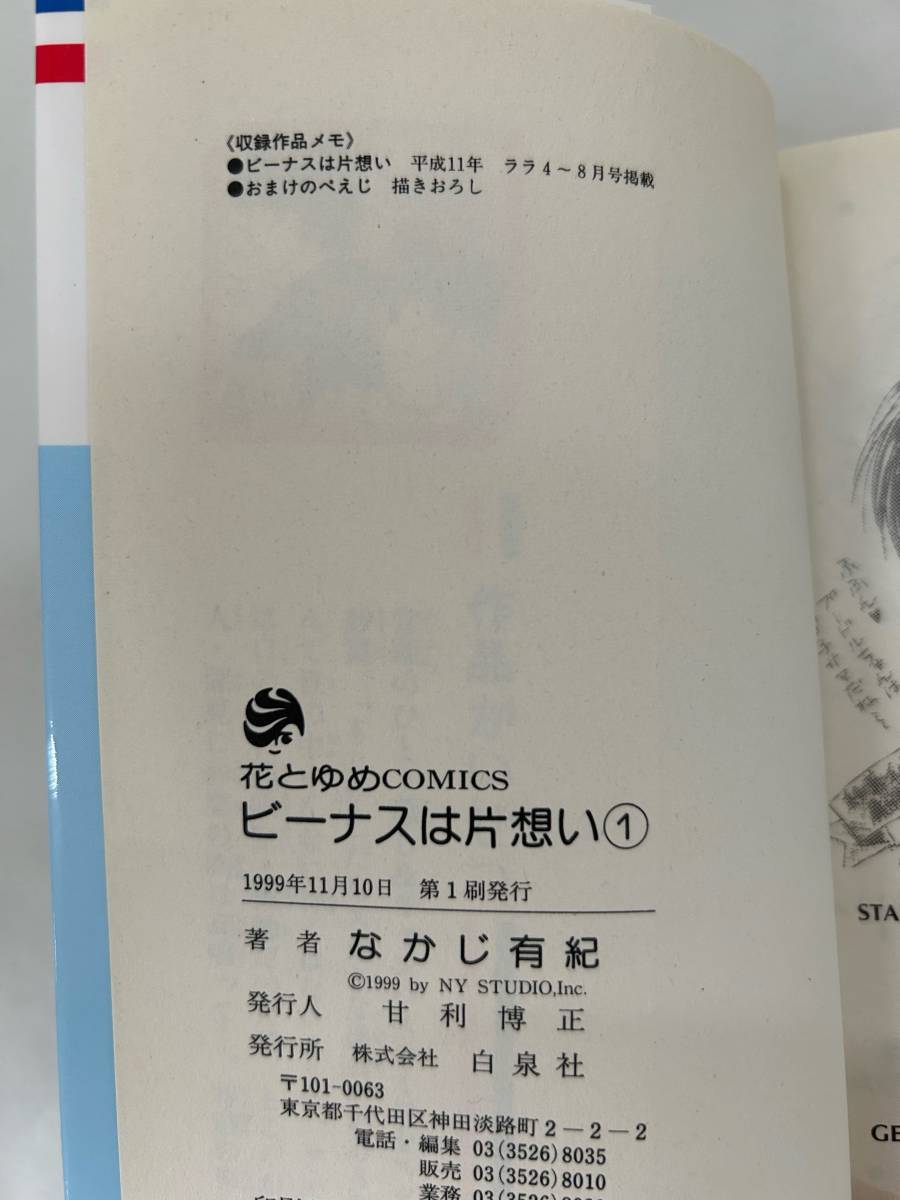 《収録作品メモ》
●ビーナスは片想い 平成11年 ララ4〜8月号掲載
●おまけのぺえじ 描きおろし
花とゆめCOMICS
ビーナスは片想い①
1999年11月10日 第1刷発行
著者 なかじ有紀
©1999 by NY STUDIO,Inc.
発行人 甘利博正
発行所 株式会社 白泉社
〒101-0063
東京都千代田区神田淡路町2—2—2
電話・編集 03(3526)8035
販売 03(3526)8010
業務 03(3526)
STA
GE